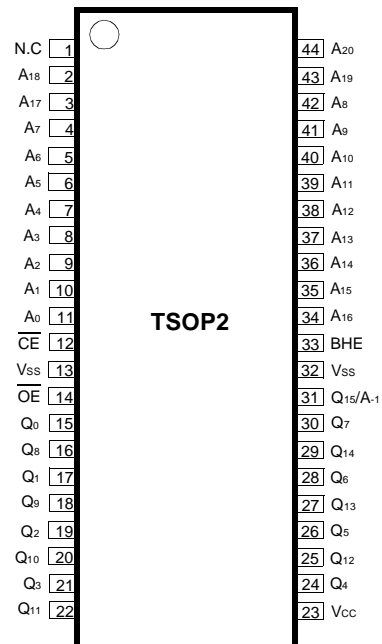 N.C 1 44 A20
A18 2 43 A19
A17 3 42 A8
A7 4 41 A9
A6 5 40 A10
A5 6 39 A11
A4 7 38 A12
A3 8 37 A13
A2 9 36 A14
A1 10 35 A15
A0 11 34 A16
TSOP2
CE 12 33 BHE
VSS 13 32 VSS
OE 14 31 Q15/A-1
Q0 15 30 Q7
Q8 16 29 Q14
Q1 17 28 Q6
Q9 18 27 Q13
Q2 19 26 Q5
Q10 20 25 Q12
Q3 21 24 Q4
Q11 22 23 VCC